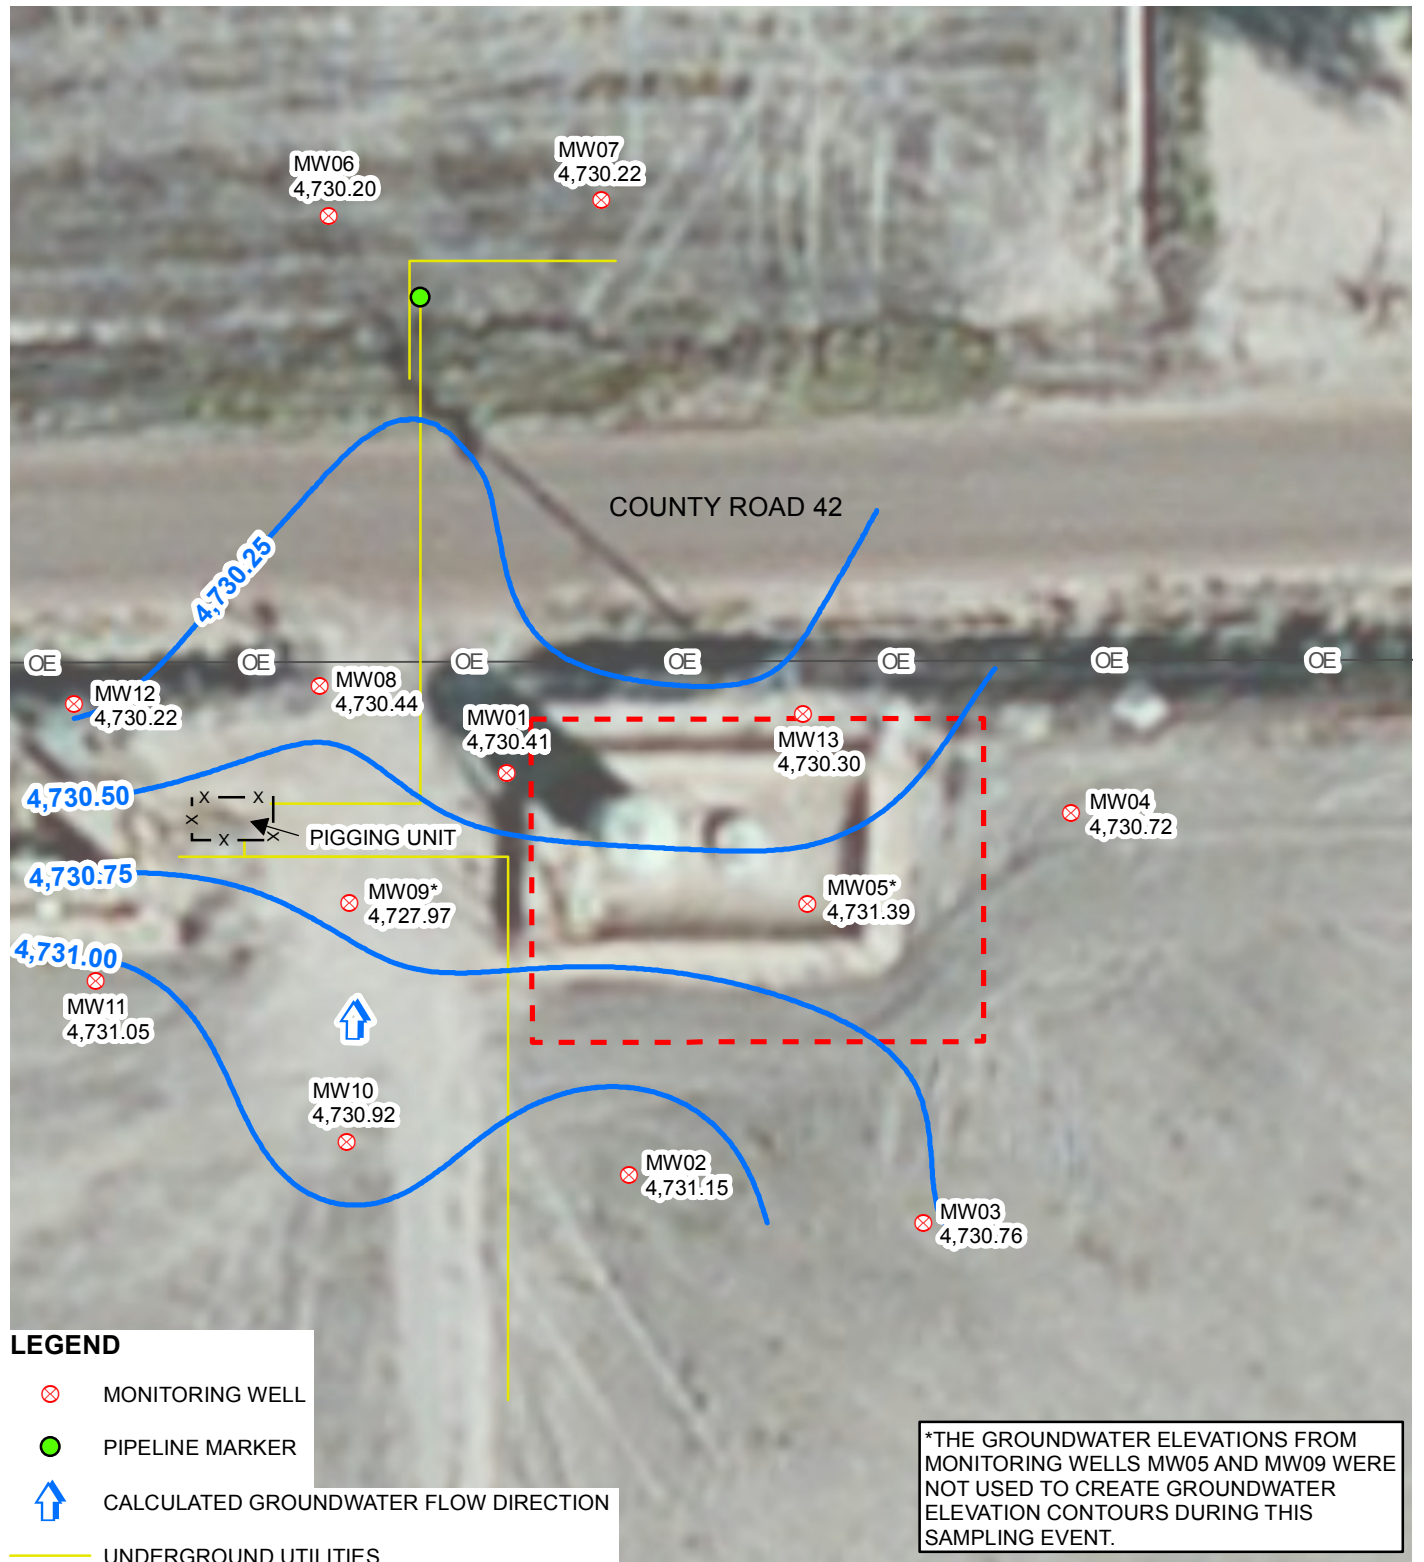 MW06
4,730.20
MW07
4,730.22
COUNTY ROAD 42
4,730.25
OE
OE
OE
OE
OE
OE
OE
MW12
4,730.22
MW08
4,730.44
MW01
4,730.41
MW13
4,730.30
4,730.50
X
X
X
X
X
PIGGING UNIT
MW04
4,730.72
4,730.75
MW09*
4,727.97
MW05*
4,731.39
4,731.00
MW11
4,731.05
MW10
4,730.92
MW02
4,731.15
MW03
4,730.76
LEGEND
MONITORING WELL
PIPELINE MARKER
CALCULATED GROUNDWATER FLOW DIRECTION
UNDERGROUND UTILITIES
*THE GROUNDWATER ELEVATIONS FROM
MONITORING WELLS MW05 AND MW09 WERE
NOT USED TO CREATE GROUNDWATER
ELEVATION CONTOURS DURING THIS
SAMPLING EVENT.